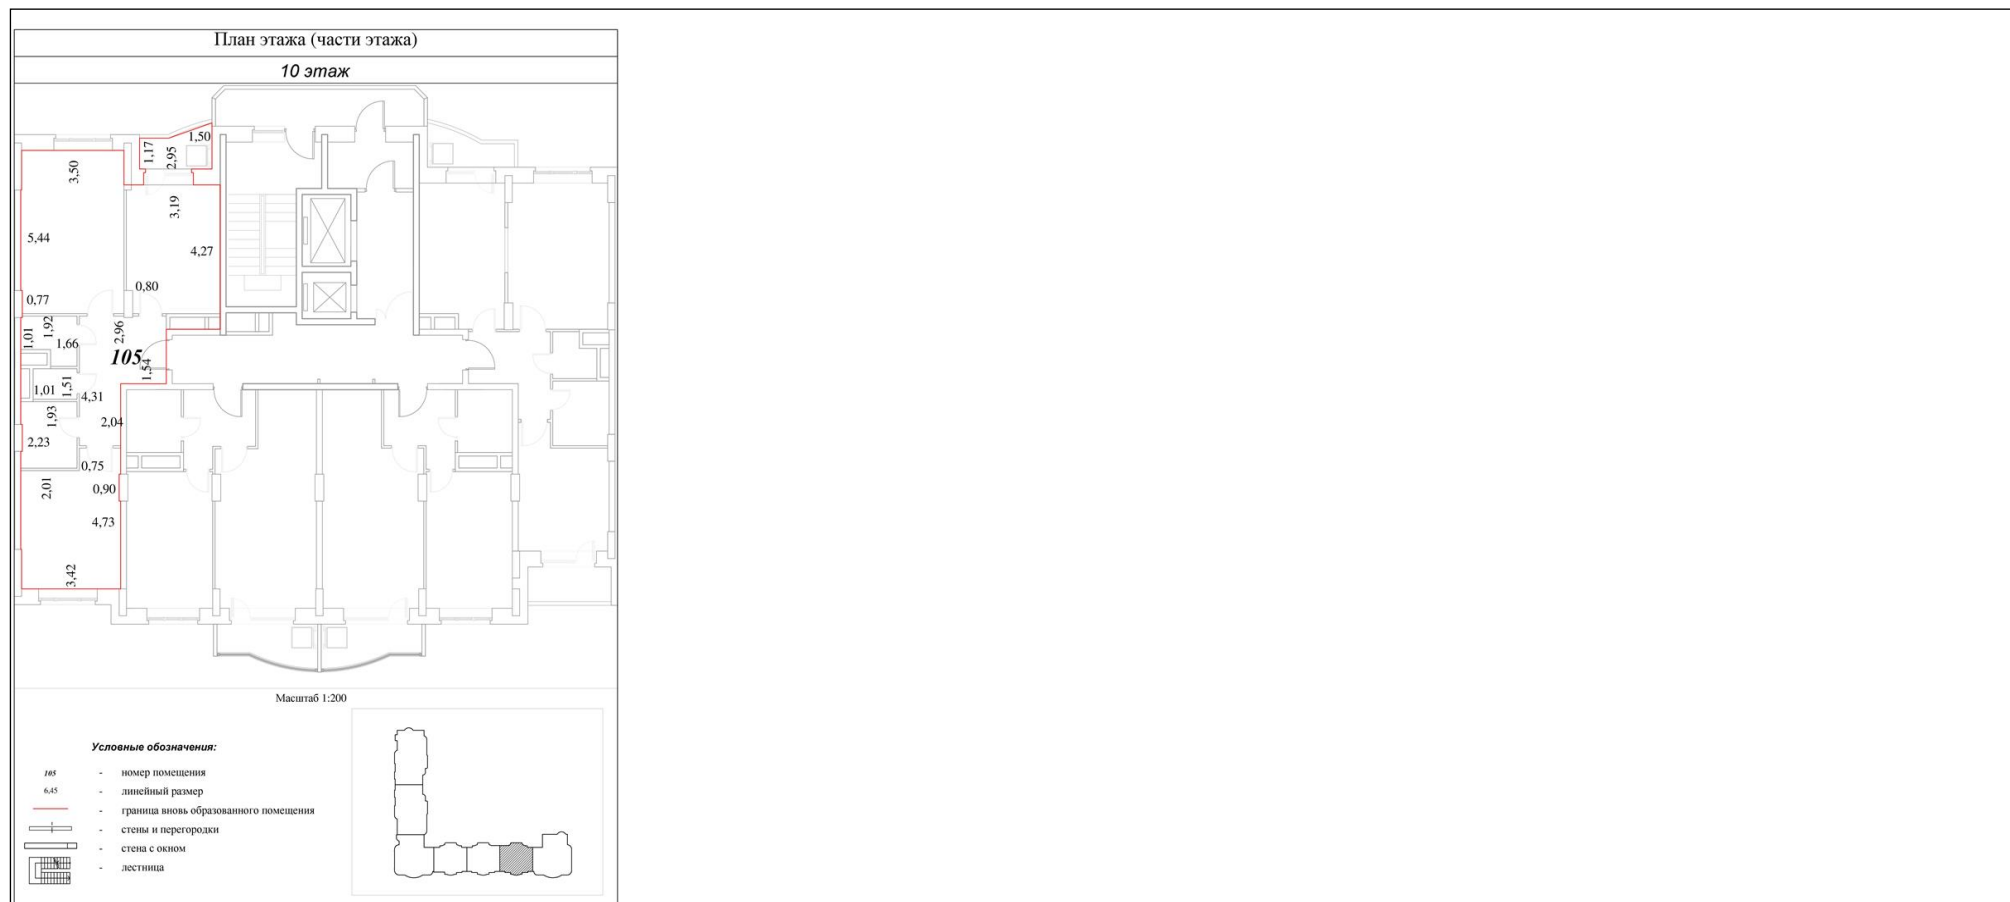 План этажа (части этажа)
10 этаж
1,50
1,17
2,95
3,50
3,19
5,44
4,27
0,80
0,77
1,01
1,92
2,96
1,66
105
1,54
1,01
1,51
4,31
1,93
2,04
2,23
0,75
2,01
0,90
4,73
3,42
Масштаб 1:200
Условные обозначения:
105 - номер помещения
6,45 - линейный размер
- граница вновь образованного помещения
- стены и перегородки
- стена с окном
- лестница